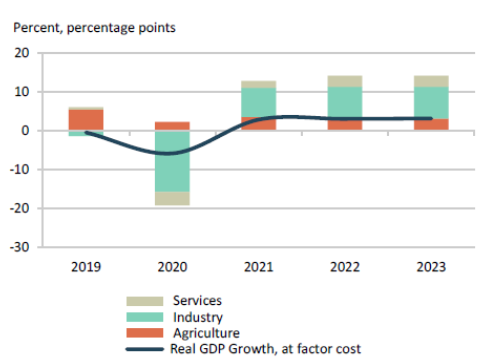 Percent, percentage points
20
10
0
-10
-20
-30
2019 2020 2021 2022 2023
Services
Industry
Agriculture
Real GDP Growth, at factor cost